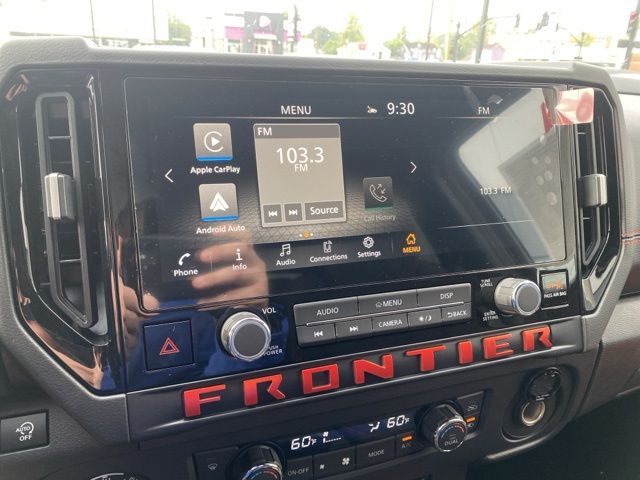 MENU 9:30 FM
FM
103.3
FM
Source
Apple CarPlay
Android Auto
Call History
103.3 FM
Phone
Info
Audio
Connections
Settings
MENU
VOL
PUSH POWER
AUDIO MENU DISP
CAMERA BACK
TUNE SCROLL
ENTER SETTING
PASS AIR BAG
FRONTIER
AUTO
OFF
60°F 60°F
ON·OFF
MODE
A/C
DUAL